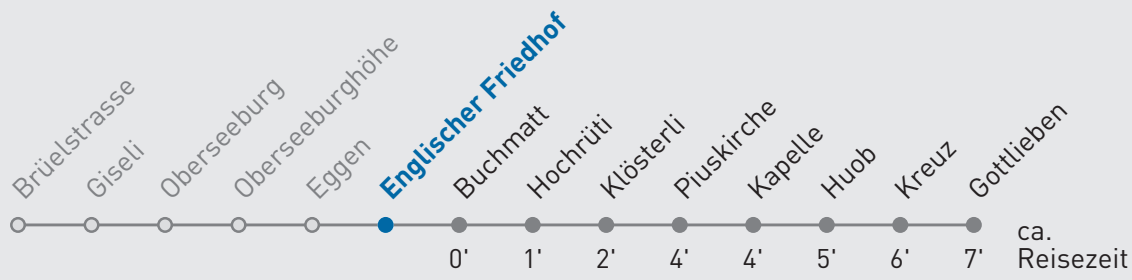 Brüelstrasse
Giseli
Oberseeburg
Oberseeburghöhe
Eggen
Englischer Friedhof
Buchmatt
Hochrüti
Klösterli
Piuskirche
Kapelle
Huob
Kreuz
Gottlieben
0' 1' 2' 4' 4' 5' 6' 7'
ca.
Reisezeit